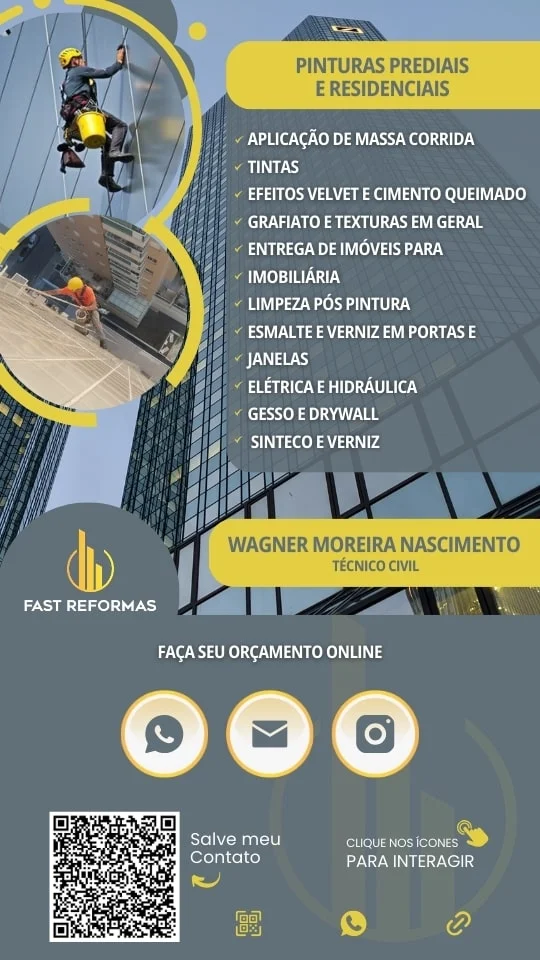 PINTURAS PREDIAIS
E RESIDENCIAIS
APLICAÇÃO DE MASSA CORRIDA
TINTAS
EFEITOS VELVET E CIMENTO QUEIMADO
GRAFIATO E TEXTURAS EM GERAL
ENTREGA DE IMÓVEIS PARA
IMOBILIÁRIA
LIMPEZA PÓS PINTURA
ESMALTE E VERNIZ EM PORTAS E
JANELAS
ELÉTRICA E HIDRÁULICA
GESSO E DRYWALL
SINTECO E VERNIZ
WAGNER MOREIRA NASCIMENTO
TÉCNICO CIVIL
FAST REFORMAS
FAÇA SEU ORÇAMENTO ONLINE
Salve meu
Contato
CLIQUE NOS ÍCONES
PARA INTERAGIR